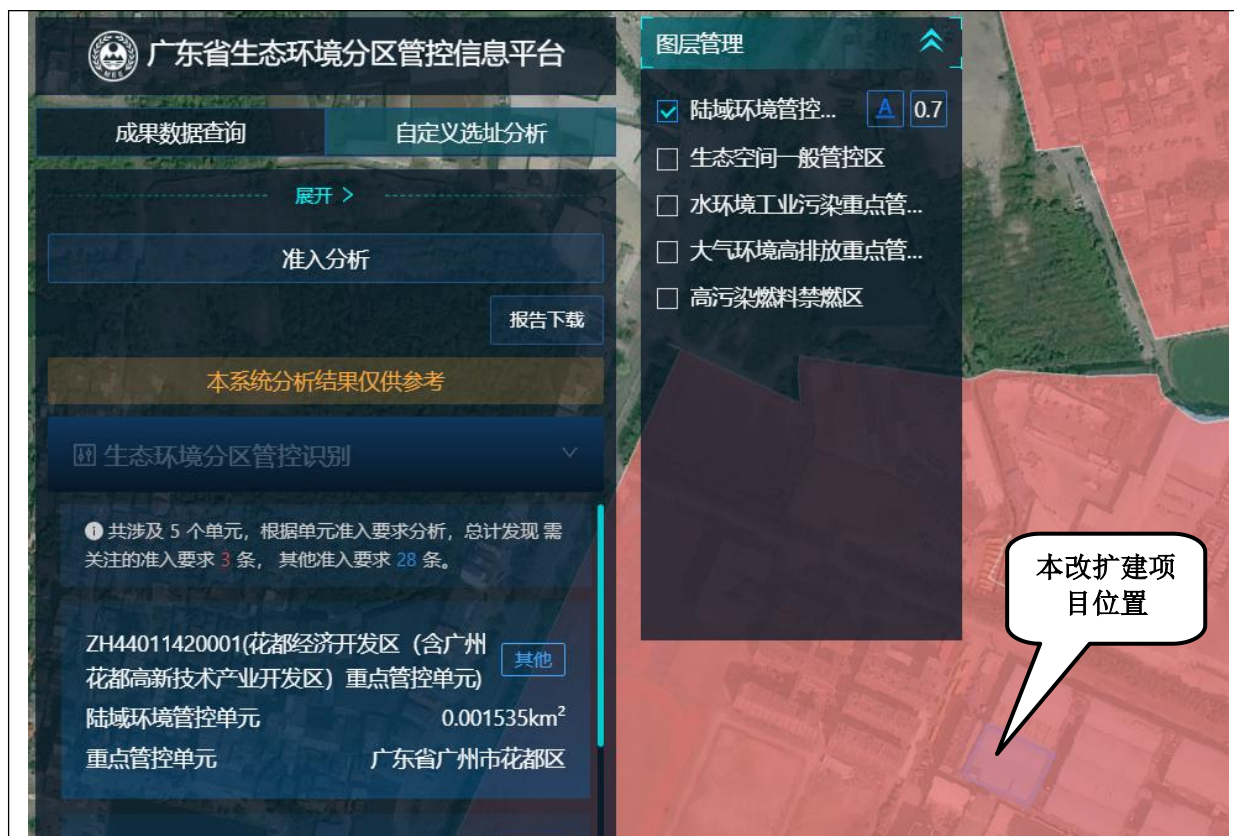 广东省生态环境分区管控信息平台
成果数据查询
自定义选址分析
展开 >
准入分析
报告下载
本系统分析结果仅供参考
生态环境分区管控识别
共涉及 5 个单元，根据单元准入要求分析，总计发现 需
关注的准入要求 3 条， 其他准入要求 28 条。
ZH44011420001(花都经济开发区（含广州
花都高新技术产业开发区）重点管控单元)
其他
陆域环境管控单元 0.001535km²
重点管控单元 广东省广州市花都区
图层管理
陆域环境管控... A 0.7
生态空间一般管控区
水环境工业污染重点管...
大气环境高排放重点管...
高污染燃料禁燃区
本改扩建项
目位置